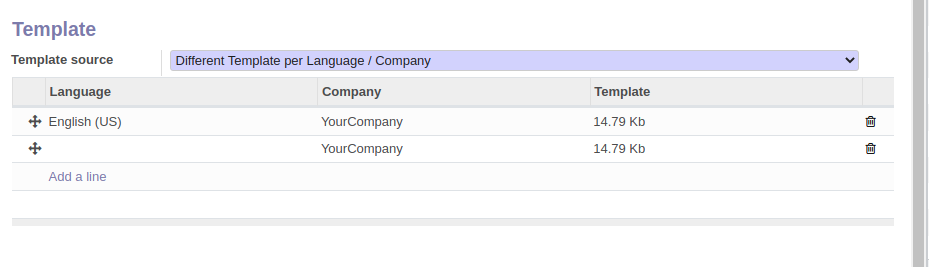 Template
Template source Different Template per Language / Company
Language Company Template
English (US) YourCompany 14.79 Kb
YourCompany 14.79 Kb
Add a line